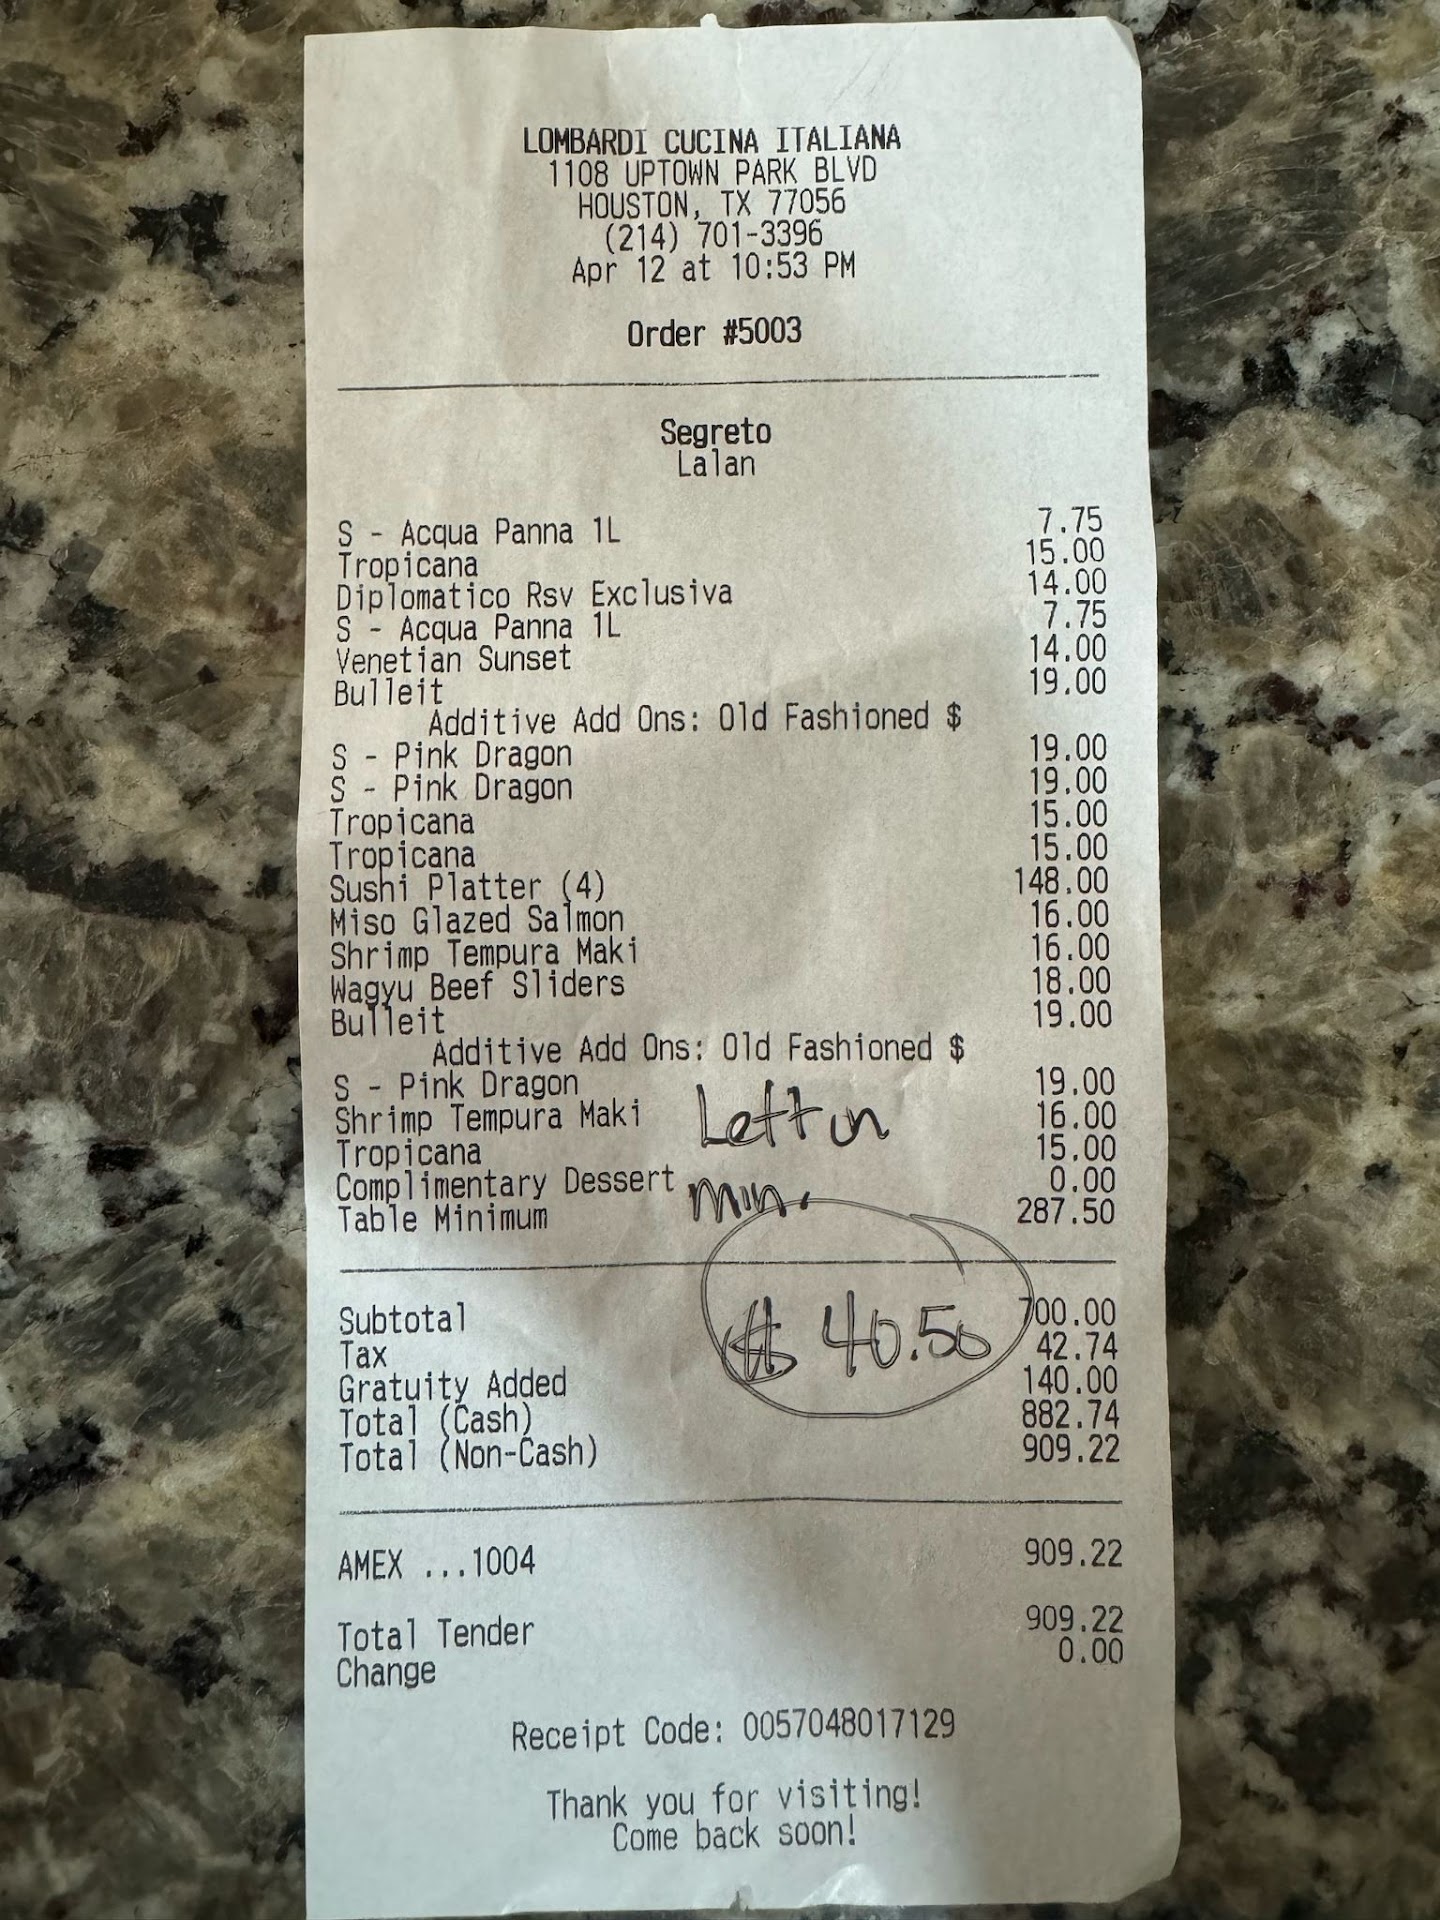 LOMBARDI CUCINA ITALIANA
1108 UPTOWN PARK BLVD
HOUSTON, TX 77056
(214) 701-3396
Apr 12 at 10:53 PM
Order #5003
Segreto
Lalan
S - Acqua Panna 1L 7.75
Tropicana 15.00
Diplomatico Rsv Exclusiva 14.00
S - Acqua Panna 1L 7.75
Venetian Sunset 14.00
Bulleit 19.00
Additive Add Ons: Old Fashioned $
S - Pink Dragon 19.00
S - Pink Dragon 19.00
Tropicana 15.00
Tropicana 15.00
Sushi Platter (4) 148.00
Miso Glazed Salmon 16.00
Shrimp Tempura Maki 16.00
Wagyu Beef Sliders 18.00
Bulleit 19.00
Additive Add Ons: Old Fashioned $
S - Pink Dragon 19.00
Shrimp Tempura Maki 16.00
Tropicana 15.00
Complimentary Dessert 0.00
Table Minimum 287.50
Left on
min.
$ 40.50
Subtotal 700.00
Tax 42.74
Gratuity Added 140.00
Total (Cash) 882.74
Total (Non-Cash) 909.22
AMEX ...1004 909.22
Total Tender 909.22
Change 0.00
Receipt Code: 0057048017129
Thank you for visiting!
Come back soon!